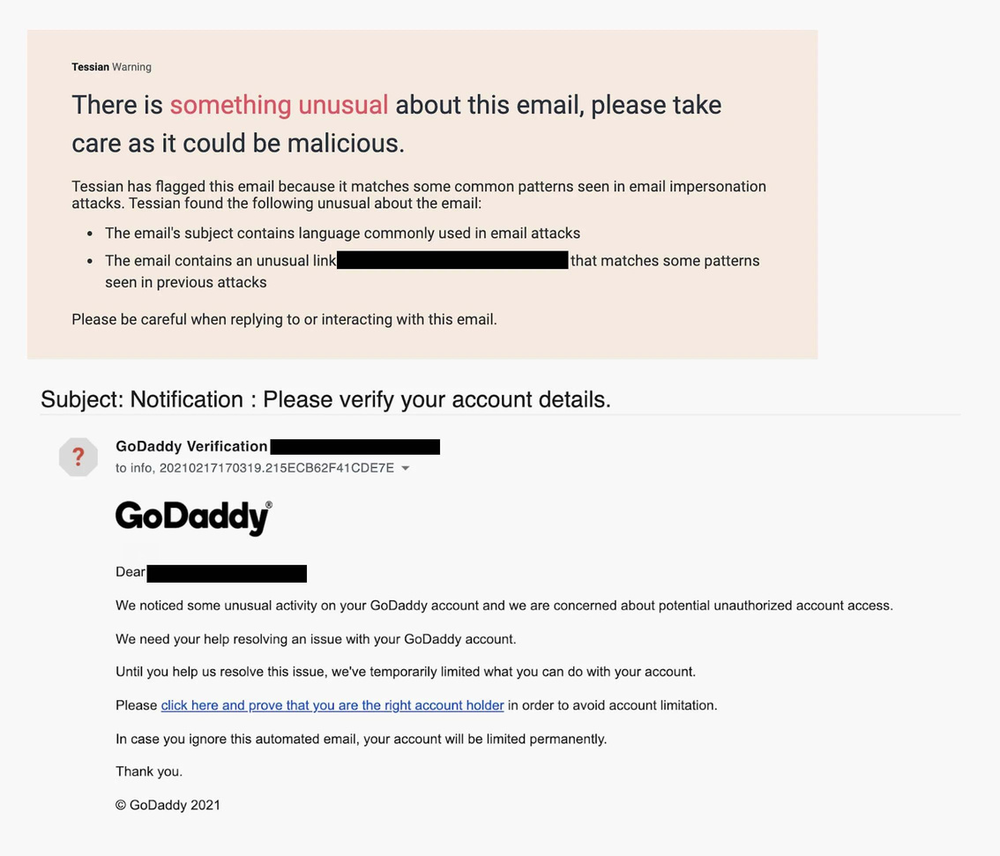 Tessian Warning
There is something unusual about this email, please take
care as it could be malicious.
Tessian has flagged this email because it matches some common patterns seen in email impersonation
attacks. Tessian found the following unusual about the email:
• The email's subject contains language commonly used in email attacks
• The email contains an unusual link that matches some patterns
seen in previous attacks
Please be careful when replying to or interacting with this email.
Subject: Notification : Please verify your account details.
?
GoDaddy Verification
to info, 20210217170319.215ECB62F41CDE7E
GoDaddy®
Dear
We noticed some unusual activity on your GoDaddy account and we are concerned about potential unauthorized account access.
We need your help resolving an issue with your GoDaddy account.
Until you help us resolve this issue, we've temporarily limited what you can do with your account.
Please click here and prove that you are the right account holder in order to avoid account limitation.
In case you ignore this automated email, your account will be limited permanently.
Thank you.
© GoDaddy 2021